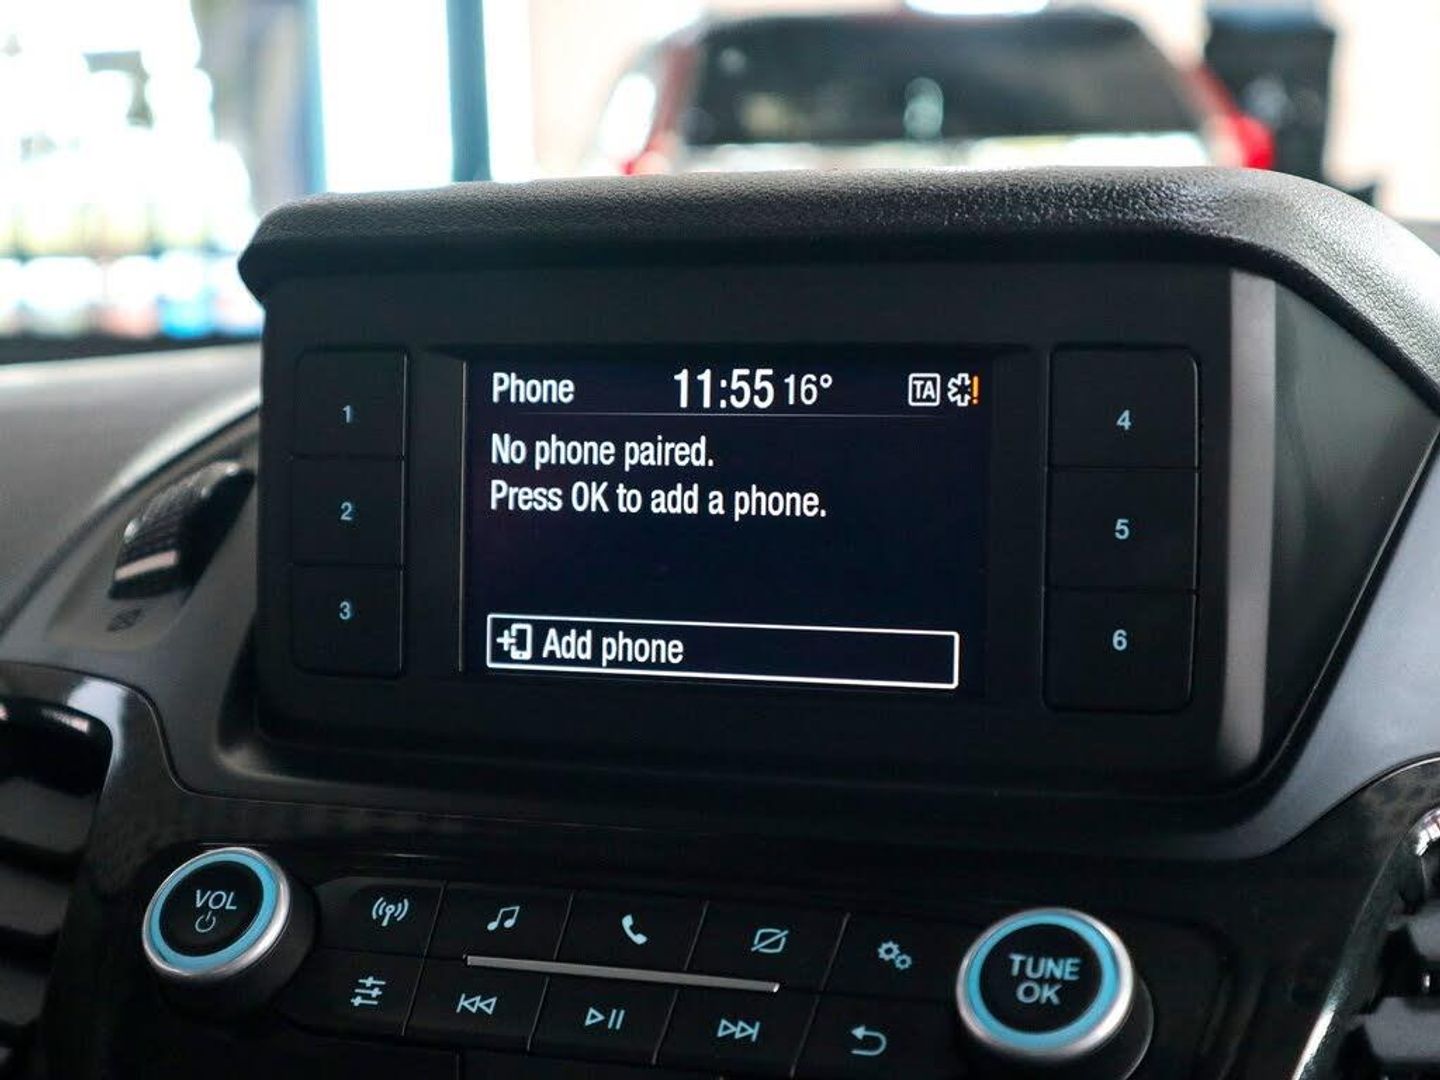 Phone 11:55 16° TA
No phone paired.
Press OK to add a phone.
Add phone
1
2
3
4
5
6
VOL
TUNE
OK